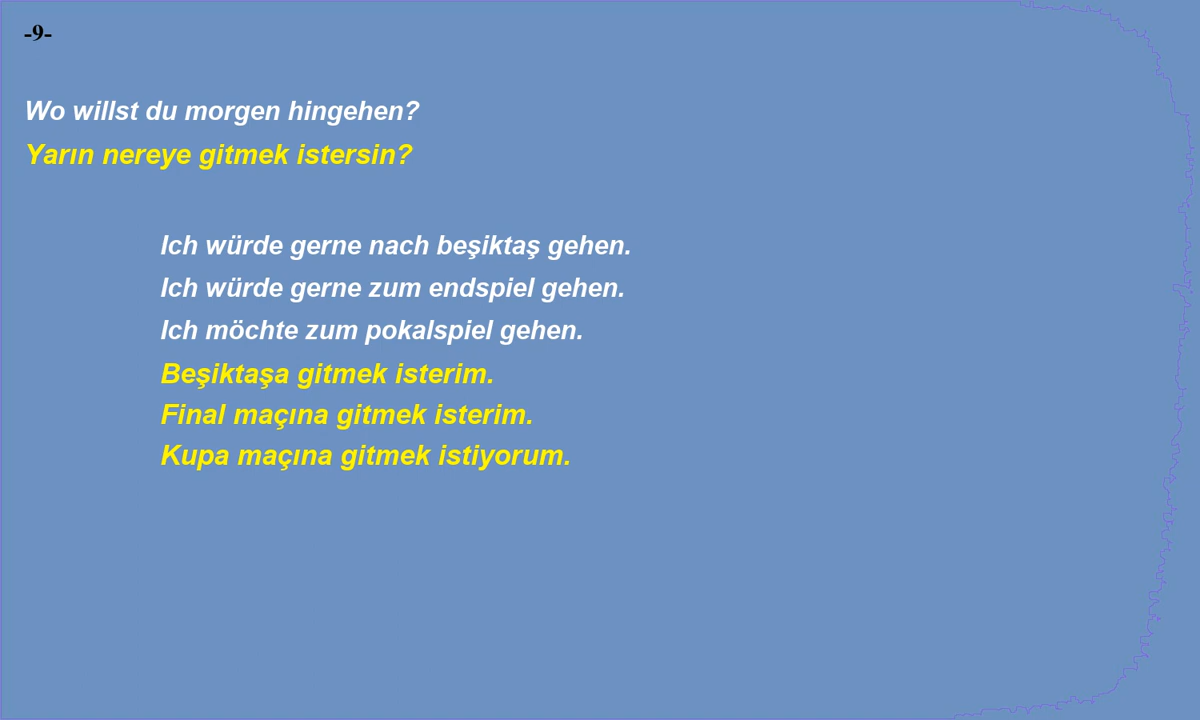 -9-
Wo willst du morgen hingehen?
Yarın nereye gitmek istersin?
Ich würde gerne nach beşiktaş gehen.
Ich würde gerne zum endspiel gehen.
Ich möchte zum pokalspiel gehen.
Beşiktaşa gitmek isterim.
Final maçına gitmek isterim.
Kupa maçına gitmek istiyorum.